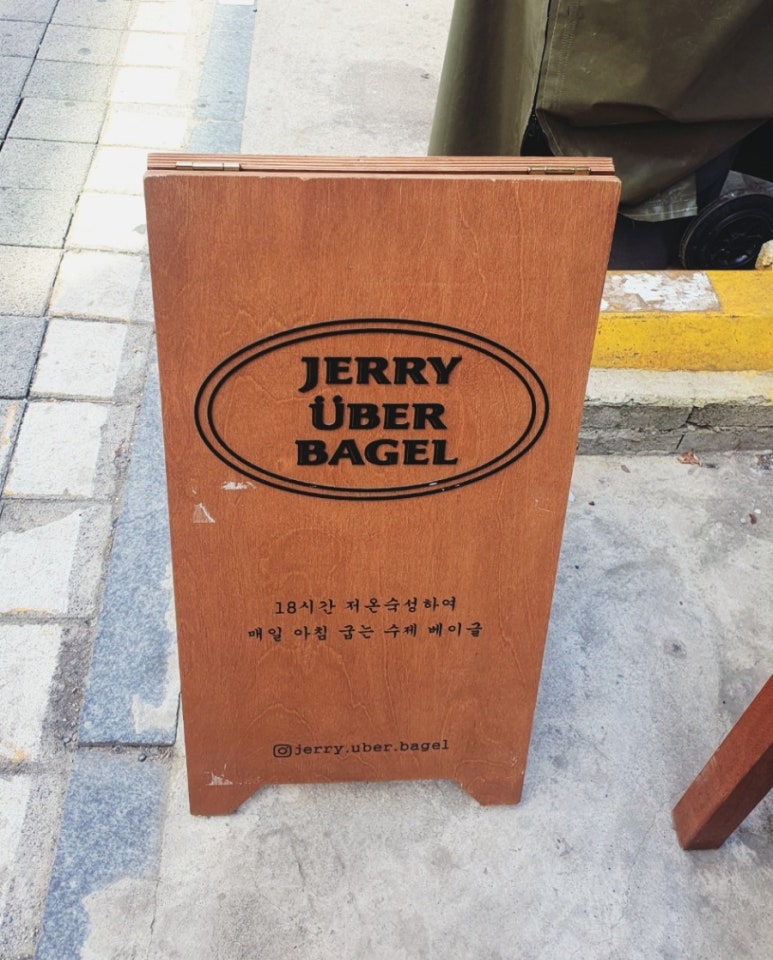 JERRY
ÜBER
BAGEL
18시간 저온숙성하여
매일 아침 굽는 수제 베이글
jerry.uber.bagel